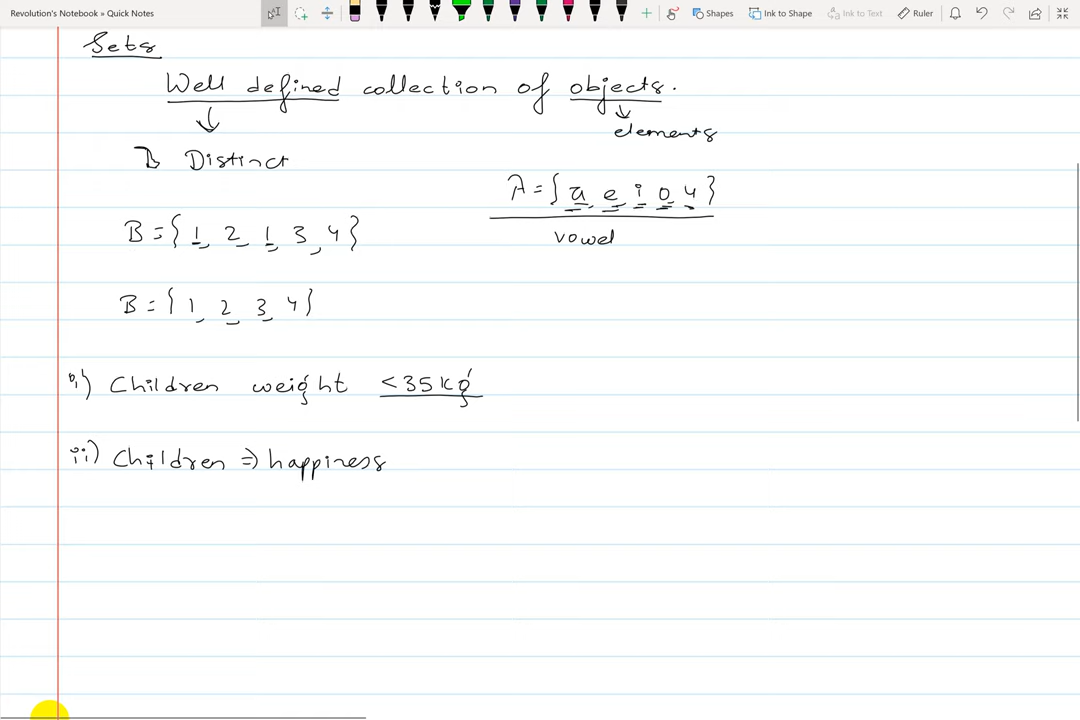 Revolution's Notebook » Quick Notes
Shapes
Ink to Shape
Ink to Text
Ruler
Sets
Well defined collection of objects.
elements
Distinct
A = { a, e, i, o, u }
vowel
B = { 1, 2, 1, 3, 4 }
B = { 1, 2, 3, 4 }
i) Children weight < 35 Kg
ii) Children ⇒ happiness